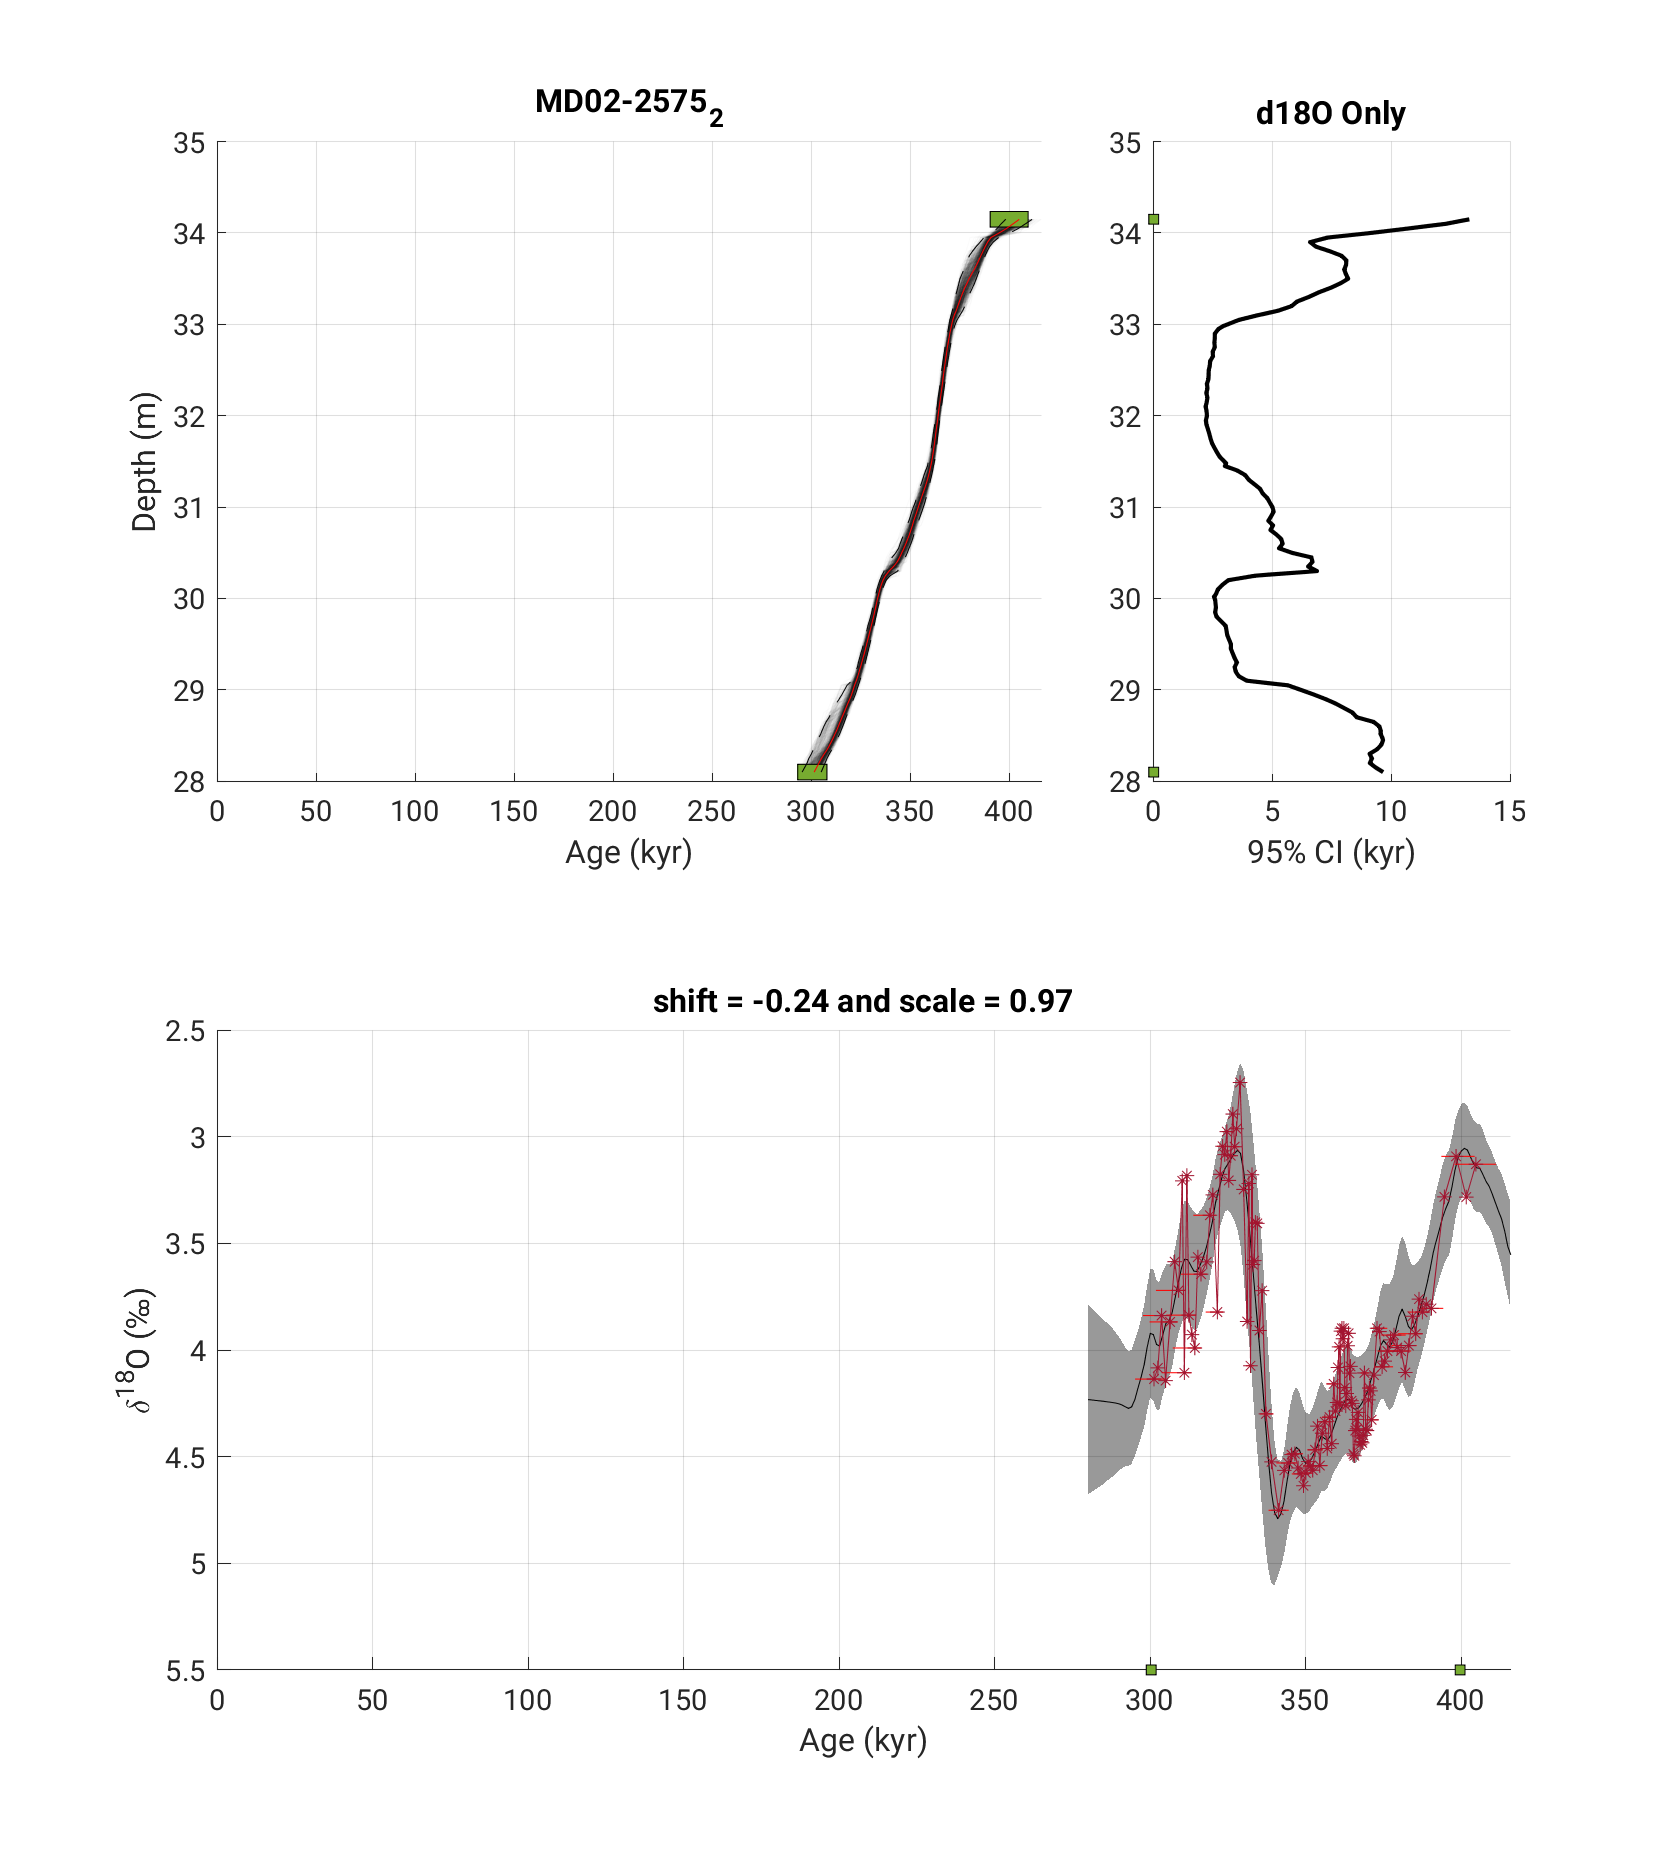 MD02-2575₂
d18O Only
35
34
33
32
31
30
29
28
Depth (m)
0 50 100 150 200 250 300 350 400
Age (kyr)
35
34
33
32
31
30
29
28
0 5 10 15
95% CI (kyr)
shift = -0.24 and scale = 0.97
2.5
3
3.5
4
4.5
5
5.5
δ¹⁸O (‰)
0 50 100 150 200 250 300 350 400
Age (kyr)